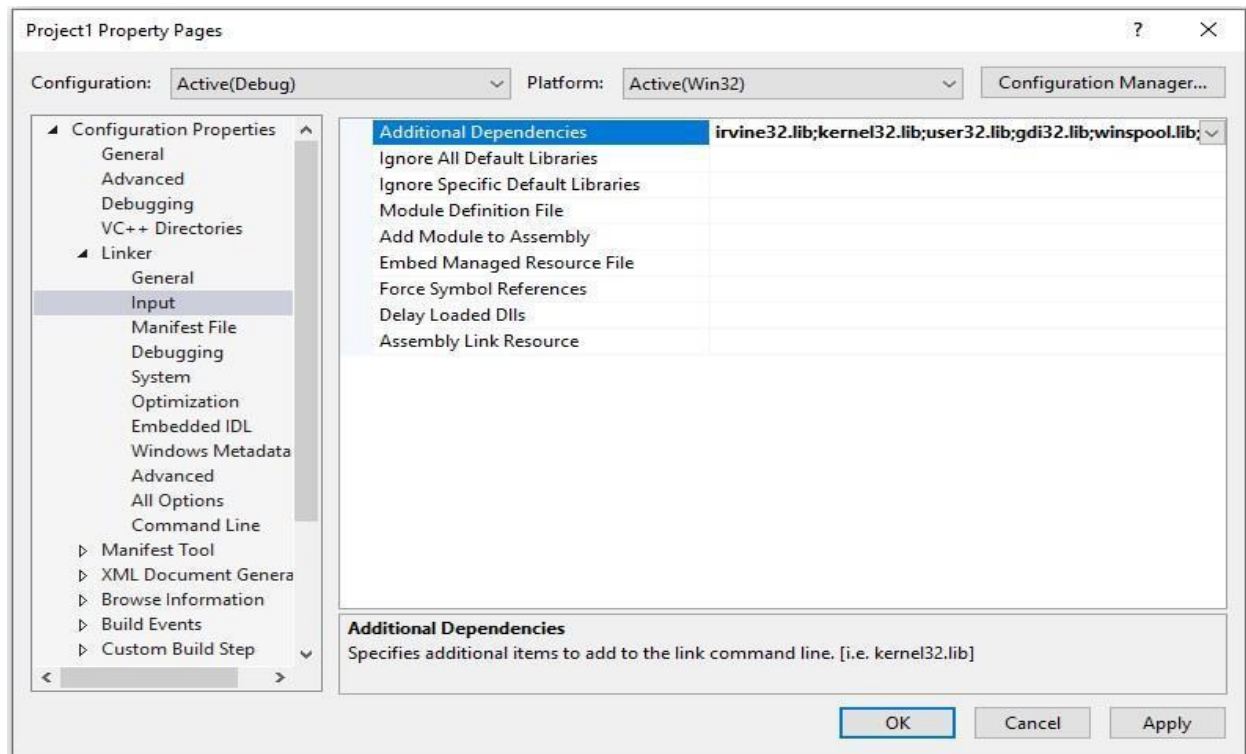 Project1 Property Pages
? ×
Configuration: Active(Debug) Platform: Active(Win32) Configuration Manager...
Configuration Properties
General
Advanced
Debugging
VC++ Directories
Linker
General
Input
Manifest File
Debugging
System
Optimization
Embedded IDL
Windows Metadata
Advanced
All Options
Command Line
Manifest Tool
XML Document Genera
Browse Information
Build Events
Custom Build Step
Additional Dependencies irvine32.lib;kernel32.lib;user32.lib;gdi32.lib;winspool.lib;
Ignore All Default Libraries
Ignore Specific Default Libraries
Module Definition File
Add Module to Assembly
Embed Managed Resource File
Force Symbol References
Delay Loaded Dlls
Assembly Link Resource
Additional Dependencies
Specifies additional items to add to the link command line. [i.e. kernel32.lib]
OK Cancel Apply